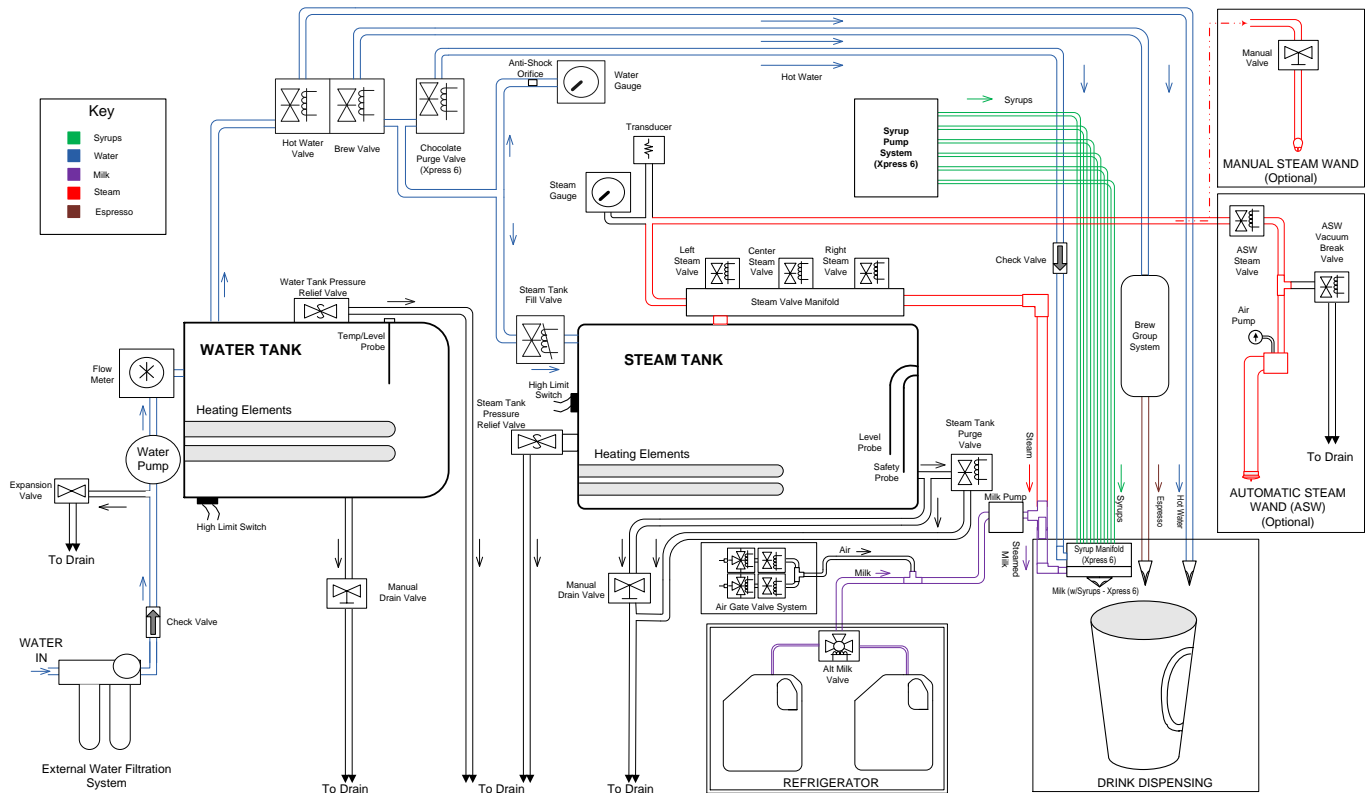 Key
Syrups
Water
Milk
Steam
Espresso
Anti-Shock
Orifice
Water
Gauge
Hot Water
Hot Water
Valve
Brew Valve
Chocolate
Purge Valve
(Xpress 6)
Transducer
Steam
Gauge
Syrups
Syrup
Pump
System
(Xpress 6)
Manual
Valve
MANUAL STEAM WAND
(Optional)
ASW
Steam
Valve
ASW
Vacuum
Break
Valve
Air
Pump
To Drain
AUTOMATIC STEAM
WAND (ASW)
(Optional)
Left
Steam
Valve
Center
Steam
Valve
Right
Steam
Valve
Steam Valve Manifold
Check Valve
Brew
Group
System
Water Tank Pressure
Relief Valve
Steam Tank
Fill Valve
WATER TANK
Temp/Level
Probe
Heating Elements
Flow
Meter
Water
Pump
Expansion
Valve
To Drain
High Limit Switch
STEAM TANK
High Limit
Switch
Steam Tank
Pressure
Relief Valve
Heating Elements
Level
Probe
Safety
Probe
Steam Tank
Purge
Valve
Milk Pump
Steam
Syrups
Espresso
Hot Water
Steamed
Milk
Syrup Manifold
(Xpress 6)
Milk (w/Syrups - Xpress 6)
Air
Milk
Air Gate Valve System
Manual
Drain Valve
Manual
Drain Valve
Check Valve
WATER
IN
External Water Filtration
System
Alt Milk
Valve
REFRIGERATOR
DRINK DISPENSING
To Drain
To Drain
To Drain
To Drain